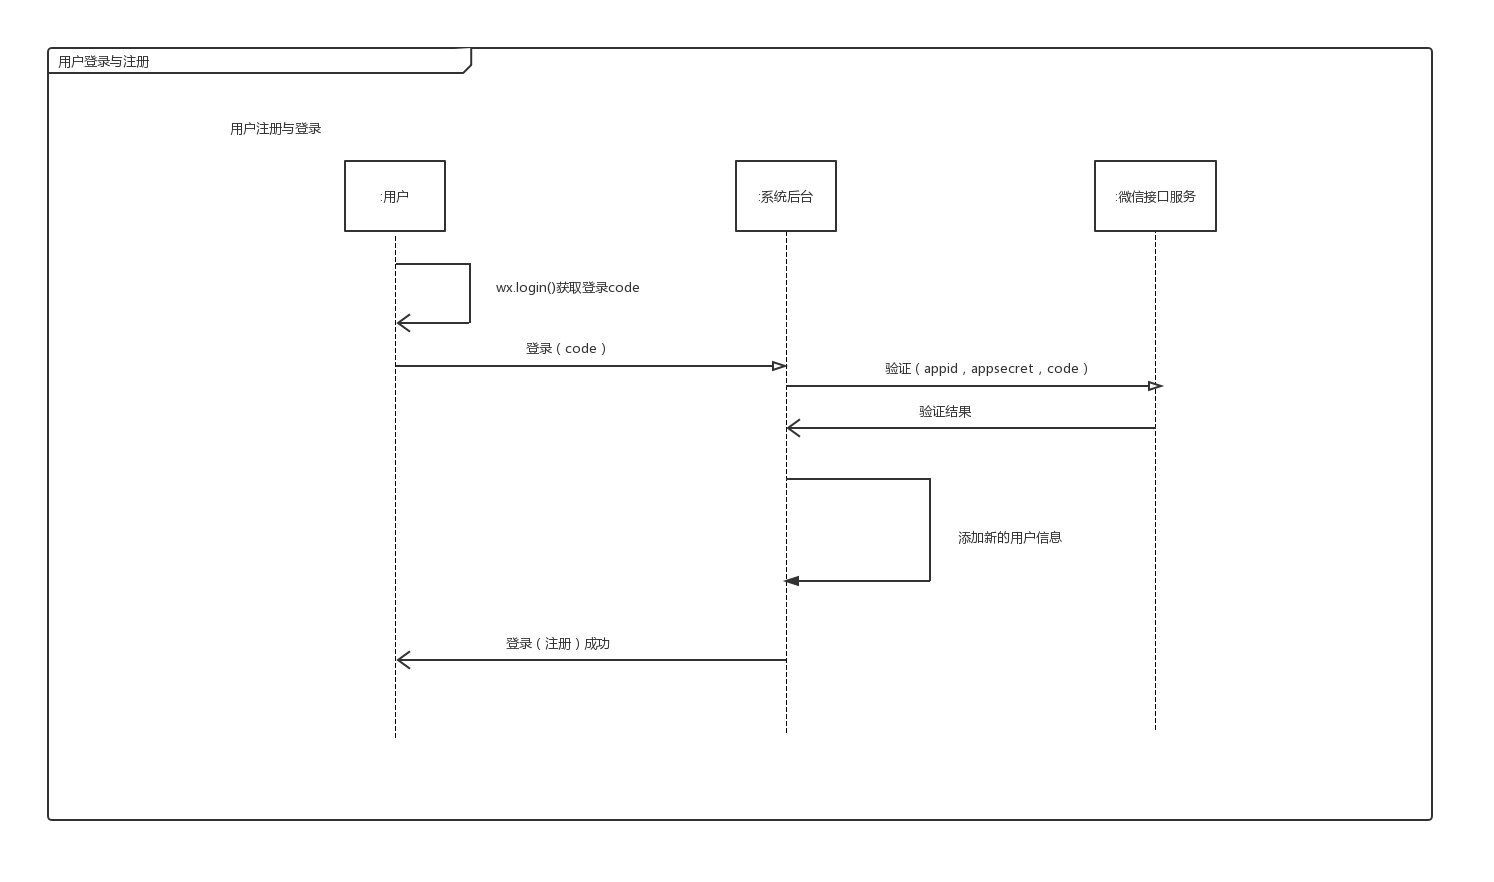 用户登录与注册
用户注册与登录
:用户
:系统后台
:微信接口服务
wx.login()获取登录code
登录（code）
验证（appid，appsecret，code）
验证结果
添加新的用户信息
登录（注册）成功